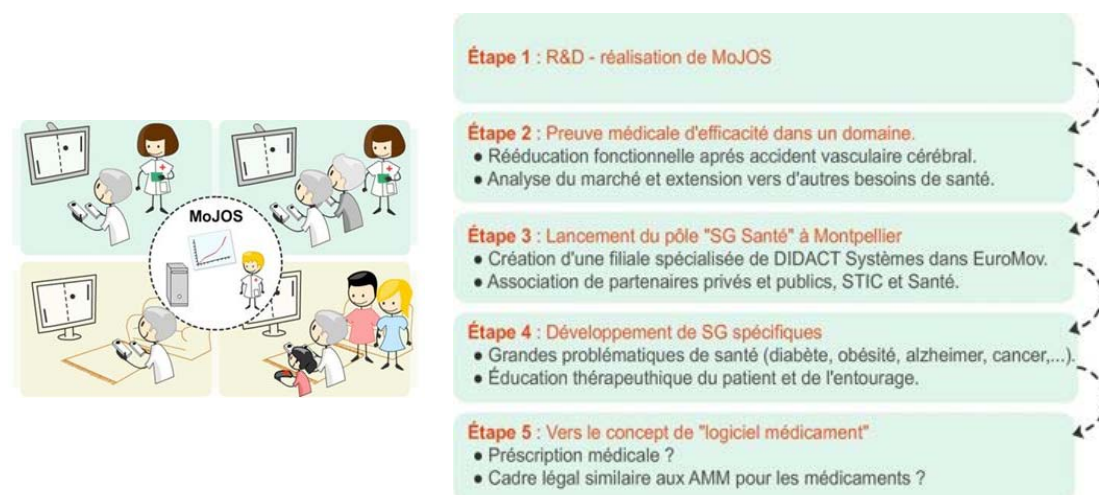 MoJOS
Étape 1 : R&D - réalisation de MoJOS
Étape 2 : Preuve médicale d'efficacité dans un domaine.
● Rééducation fonctionnelle aprés accident vasculaire cérébral.
● Analyse du marché et extension vers d'autres besoins de santé.
Étape 3 : Lancement du pôle "SG Santé" à Montpellier
● Création d'une filiale spécialisée de DIDACT Systèmes dans EuroMov.
● Association de partenaires privés et publics, STIC et Santé.
Étape 4 : Développement de SG spécifiques
● Grandes problématiques de santé (diabète, obésité, alzheimer, cancer,...).
● Éducation thérapeuthique du patient et de l'entourage.
Étape 5 : Vers le concept de "logiciel médicament"
● Préscription médicale ?
● Cadre légal similaire aux AMM pour les médicaments ?